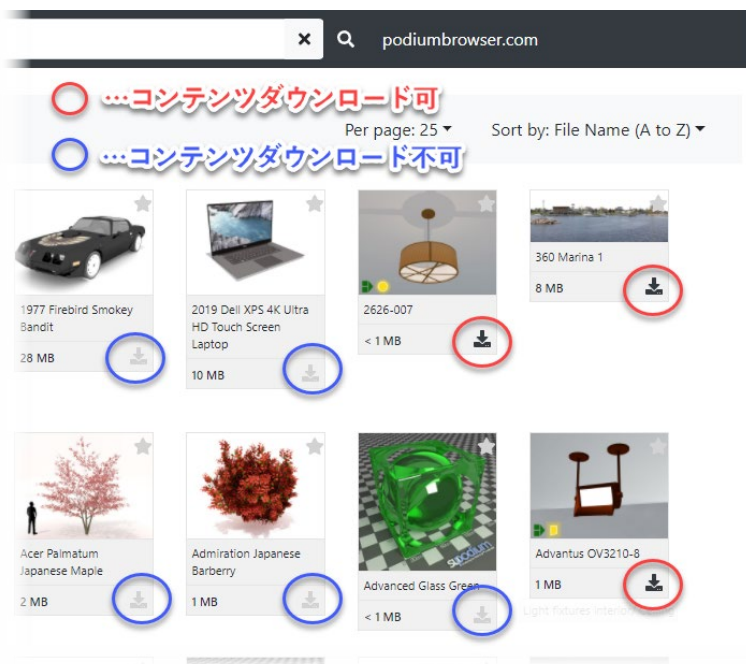 podiumbrowser.com
…コンテンツダウンロード可
Per page: 25
Sort by: File Name (A to Z)
…コンテンツダウンロード不可
1977 Firebird Smokey
Bandit
28 MB
2019 Dell XPS 4K Ultra
HD Touch Screen
Laptop
10 MB
2626-007
< 1 MB
360 Marina 1
8 MB
Acer Palmatum
Japanese Maple
2 MB
Admiration Japanese
Barberry
1 MB
SUPODIUM
Advanced Glass Green
< 1 MB
Advantus OV3210-8
1 MB